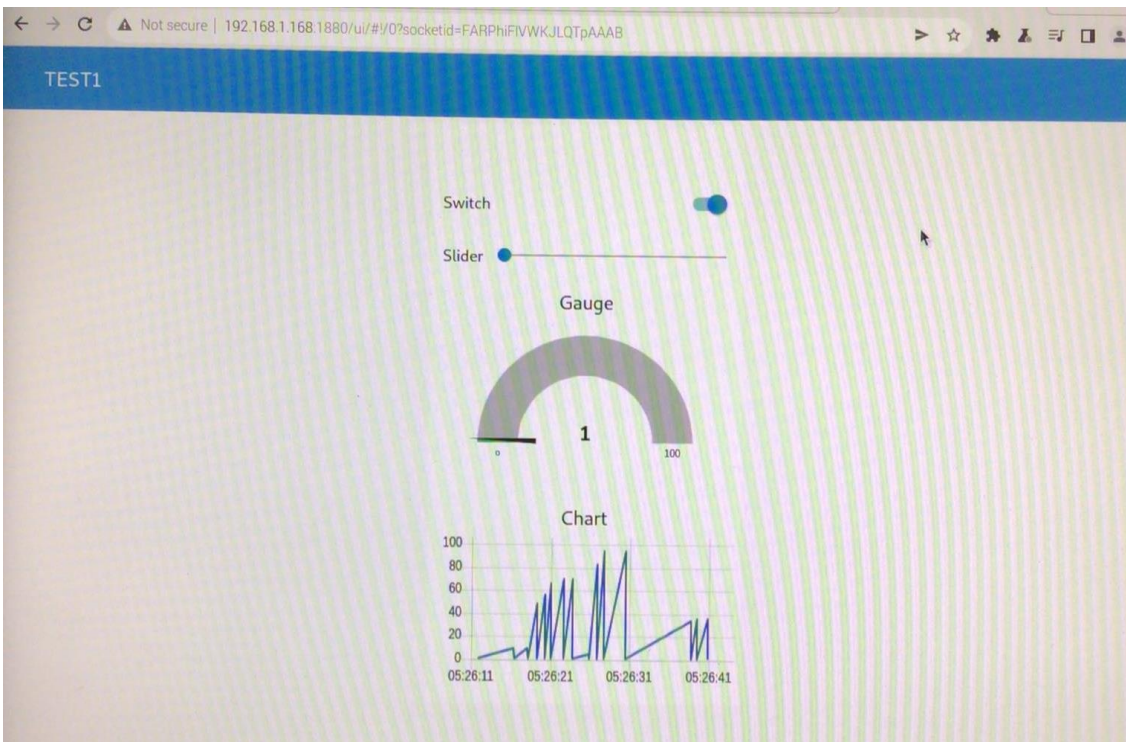 Not secure | 192.168.1.168:1880/ui/#!/0?socketid=FARPhiFIVWKJLQTpAAAB
TEST1
Switch
Slider
Gauge
1
0 100
Chart
100
80
60
40
20
0
05:26:11 05:26:21 05:26:31 05:26:41